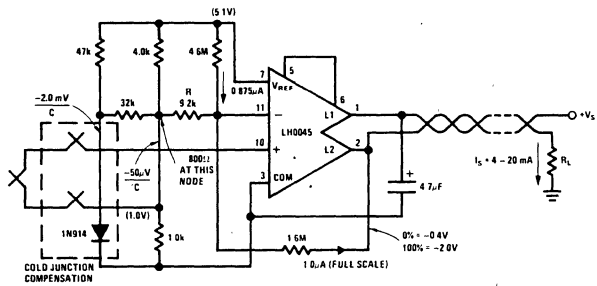 (5.1V)
47k
4.0k
4.6M
0.875μA
7
VREF
5
6
-2.0 mV
C
32k
R
9.2k
11
-
LH0045
L1
1
+VS
10
+
L2
2
-50μV
°C
800Ω
AT THIS
NODE
3
COM
+
4.7μF
IS = 4 - 20 mA
RL
(1.0V)
1N914
1.0k
1.6M
1.0μA (FULL SCALE)
0% = -0.4V
100% = -2.0V
COLD JUNCTION
COMPENSATION